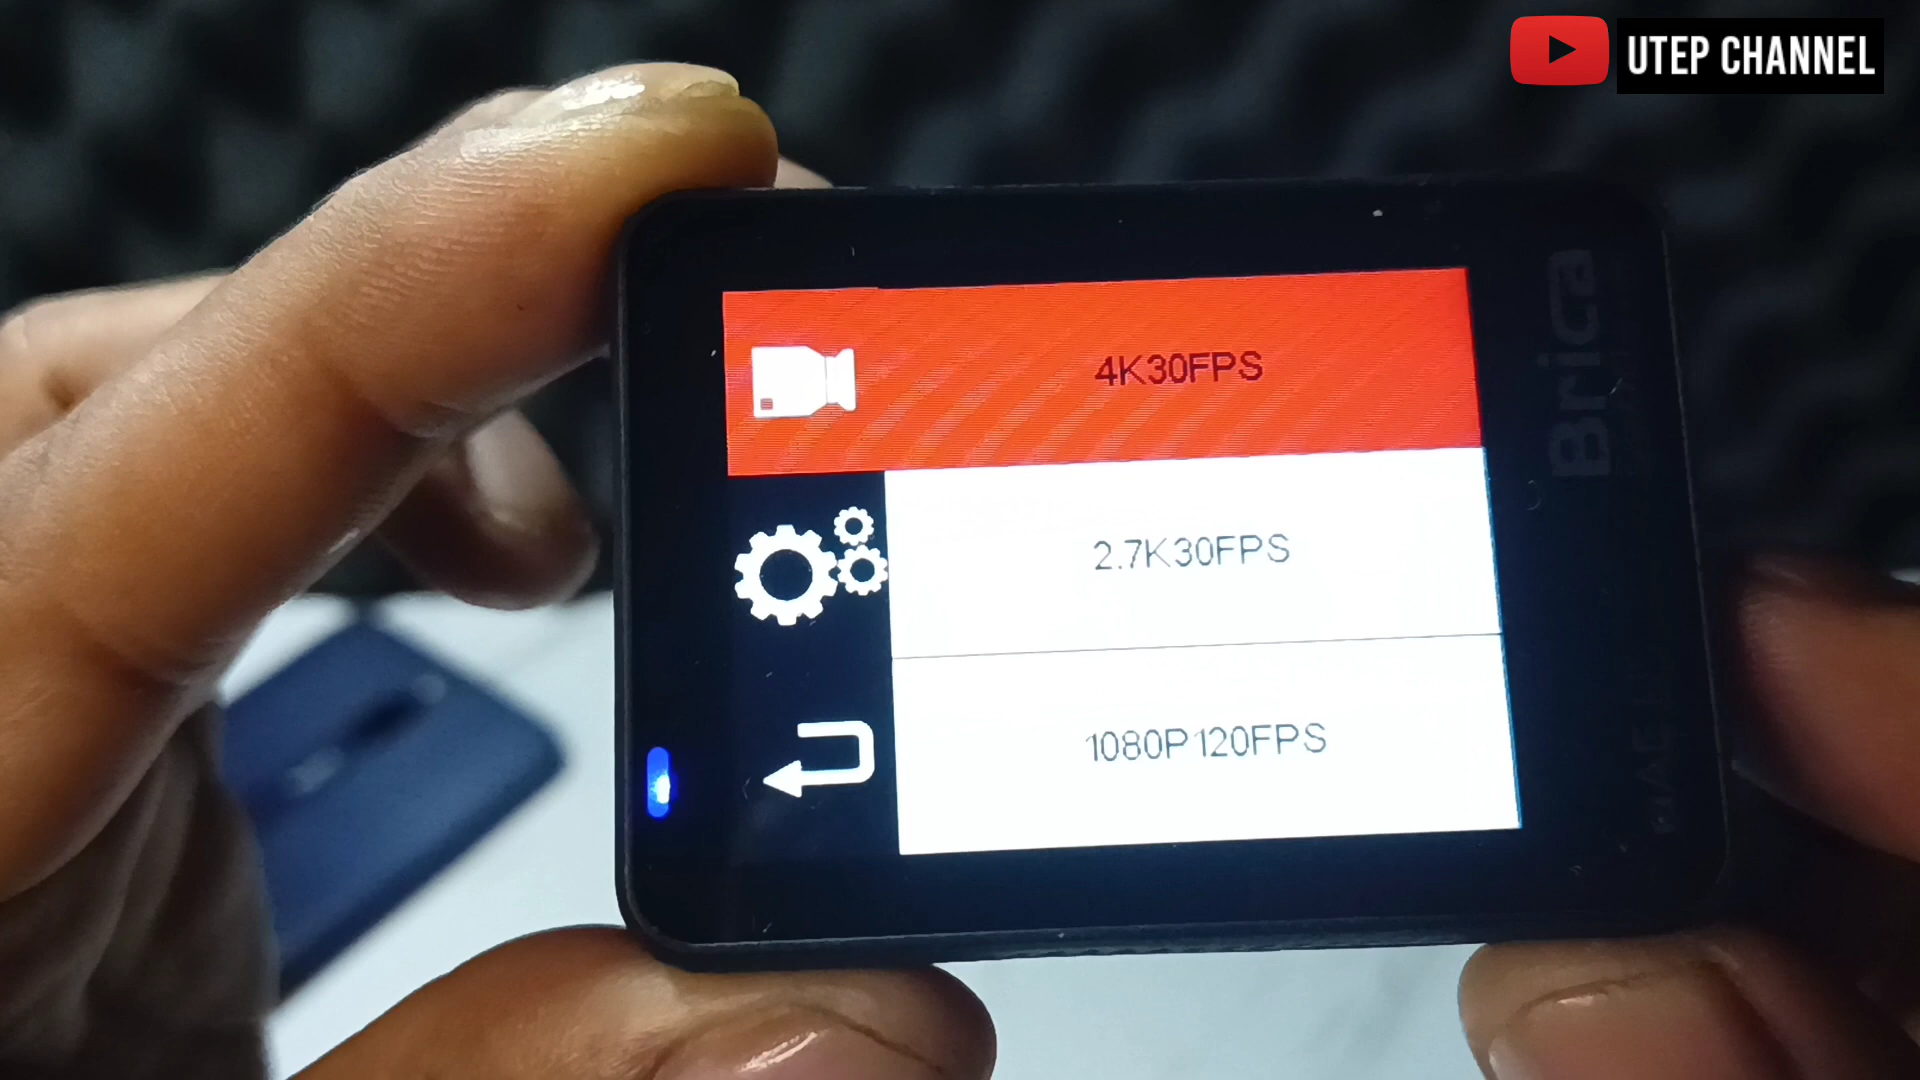 UTEP CHANNEL
4K30FPS
2.7K30FPS
1080P120FPS
Brica